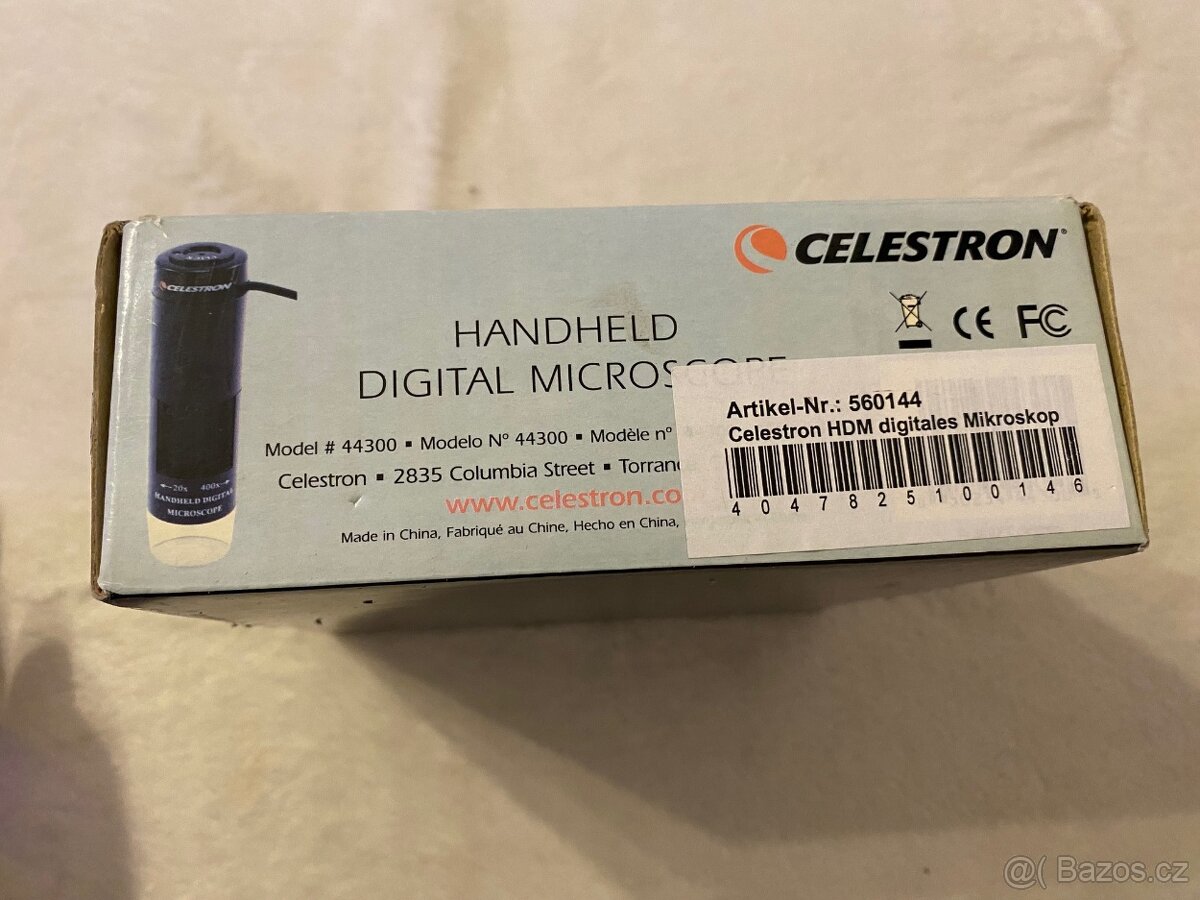 CELESTRON
CELESTRON
HANDHELD
DIGITAL MICROSCOPE
CE FC
Model # 44300 ▪ Modelo Nº 44300 ▪ Modèle nº
Celestron ▪ 2835 Columbia Street ▪ Torranc
www.celestron.co
Made in China, Fabriqué au Chine, Hecho en China,
Artikel-Nr.: 560144
Celestron HDM digitales Mikroskop
4047825100146
20x 400x
HANDHELD DIGITAL
MICROSCOPE
@( Bazos.cz